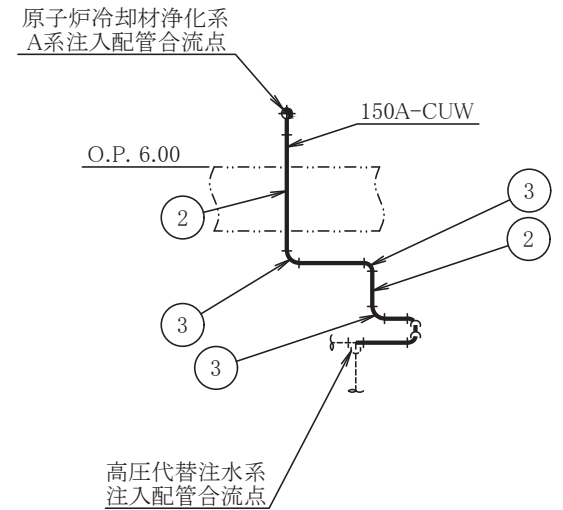 原子炉冷却材浄化系
A系注入配管合流点
150A-CUW
O.P. 6.00
3
2
2
3
3
高圧代替注水系
注入配管合流点